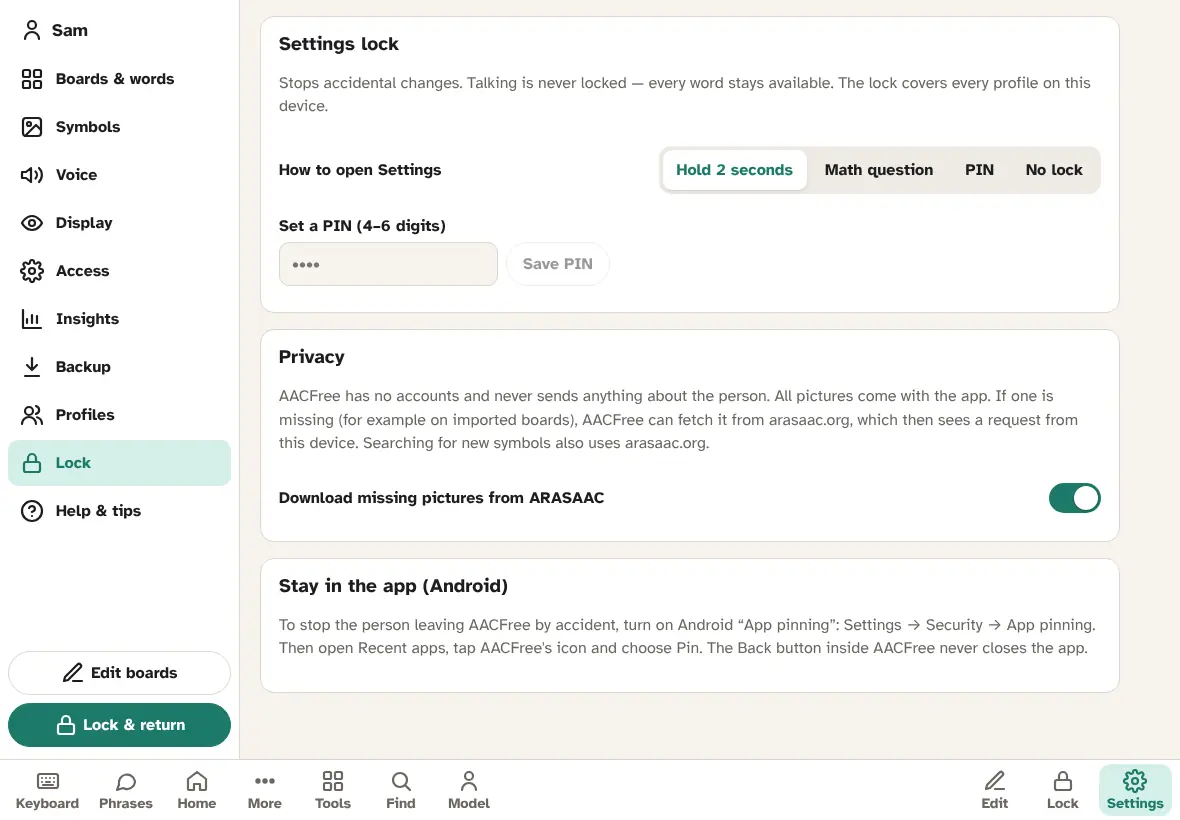 Sam
Boards & words
Symbols
Voice
Display
Access
Insights
Backup
Profiles
Lock
Help & tips
Edit boards
Lock & return
Settings lock
Stops accidental changes. Talking is never locked — every word stays available. The lock covers every profile on this
device.
How to open Settings
Hold 2 seconds
Math question
PIN
No lock
Set a PIN (4–6 digits)
••••
Save PIN
Privacy
AACFree has no accounts and never sends anything about the person. All pictures come with the app. If one is
missing (for example on imported boards), AACFree can fetch it from arasaac.org, which then sees a request from
this device. Searching for new symbols also uses arasaac.org.
Download missing pictures from ARASAAC
Stay in the app (Android)
To stop the person leaving AACFree by accident, turn on Android “App pinning”: Settings → Security → App pinning.
Then open Recent apps, tap AACFree's icon and choose Pin. The Back button inside AACFree never closes the app.
Keyboard
Phrases
Home
More
Tools
Find
Model
Edit
Lock
Settings